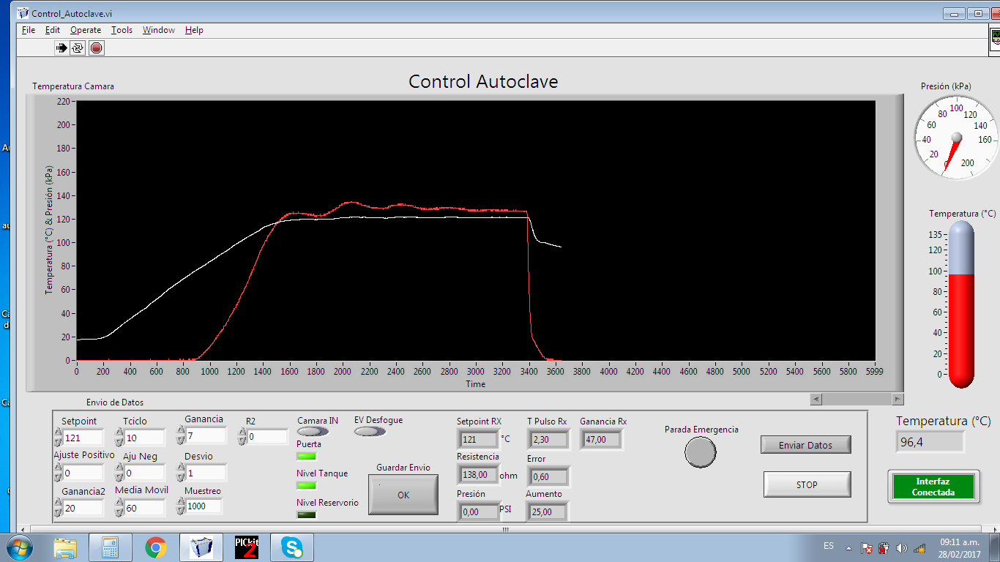 Control_Autoclave.vi
File Edit Operate Tools Window Help
Control Autoclave
Temperatura Camara
Temperatura (°C) & Presión (kPa)
220
200
180
160
140
120
100
80
60
40
20
0
0 200 400 600 800 1000 1200 1400 1600 1800 2000 2200 2400 2600 2800 3000 3200 3400 3600 3800 4000 4200 4400 4600 4800 5000 5200 5400 5600 5800 5999
Time
Presión (kPa)
0 20 40 60 80 100 120 140 160 200
Temperatura (°C)
135
120
100
80
60
40
20
0
Temperatura (°C)
96,4
Interfaz
Conectada
Envio de Datos
Setpoint Tciclo Ganancia R2
121 10 7 0
Ajuste Positivo Aju Neg Desvio
0 0 1
Ganancia2 Media Movil Muestreo
20 60 1000
Camara IN EV Desfogue
Puerta
Nivel Tanque
Nivel Reservorio
Guardar Envio
OK
Setpoint RX T Pulso Rx Ganancia Rx
121 °C 2,30 47,00
Resistencia Error
138,00 ohm 0,60
Presión Aumento
0,00 PSI 25,00
Parada Emergencia
Enviar Datos
STOP
PICkit
2
ES
09:11 a.m.
28/02/2017